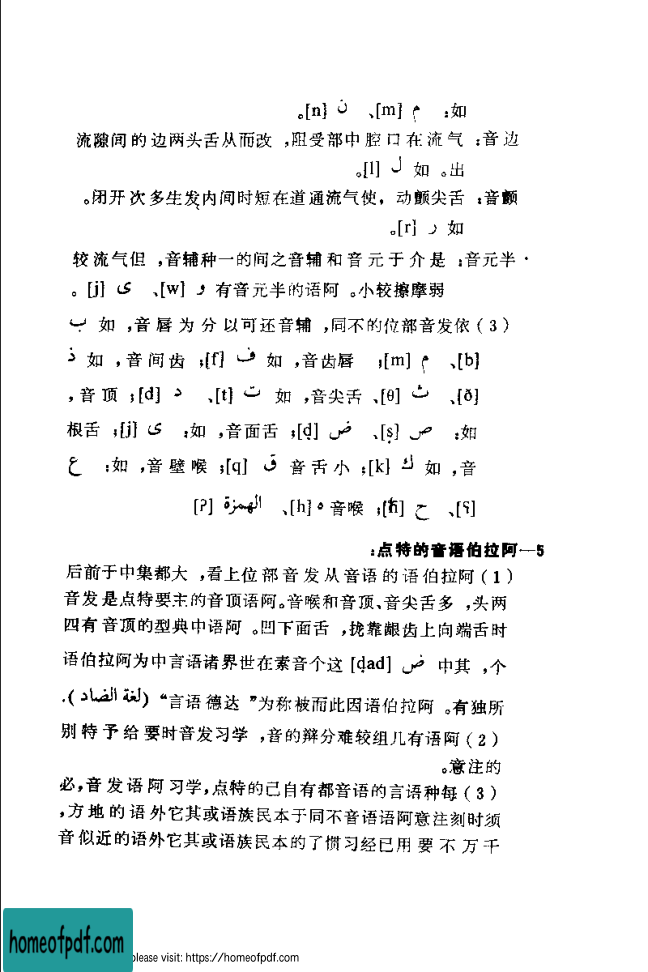 如: م [m]、 ن [n]。
边音:气流在口腔中部受阻,改而从舌头两边的间隙流
出。如 ل [l]。
颤音:舌尖颤动,使气流通道在短时间内发生多次开闭。
如 ر [r]。
·半元音:是介于元音和辅音之间的一种辅音,但气流较
弱摩擦较小。阿语的半元音有 و [w]、 ى [j] 。
(3)依发音部位的不同,辅音还可以分为唇音,如 ب
[b]、 م [m]; 唇齿音,如 ف [f]; 齿间音,如 ذ
[ð]、 ث [θ]、舌尖音,如 ت [t]、 د [d]; 顶音,
如: ص [ṣ]、 ض [ḍ]; 舌面音,如: ى [j]; 舌根
音,如 ك [k]; 小舌音 ق [q]; 喉壁音,如: ع
[ʕ]、 ح [ħ]; 喉音 ه [h]、 الهمزة [ʔ]
5—阿拉伯语音的特点:
(1)阿拉伯语的语音从发音部位上看,大都集中于前后
两头,多舌尖音、顶音和喉音。阿语顶音的主要特点是发音
时舌端向上齿龈靠拢,舌面下凹。阿语中典型的顶音有四
个,其中 ض [ḍad] 这个音素在世界诸语言中为阿拉伯语
所独有。阿拉伯语因此而被称为"达德语言"(لغة الضاد).
(2)阿语有几组较难分辩的音,学习发音时要给予特别
的注意。
(3)每种语言的语音都有自己的特点,学习阿语发音,必
须时刻注意阿语语音不同于本民族语或其它外语的地方,
千万不要用已经习惯了的本民族语或其它外语的近似音
homeofpdf.com
please visit: https://homeofpdf.com